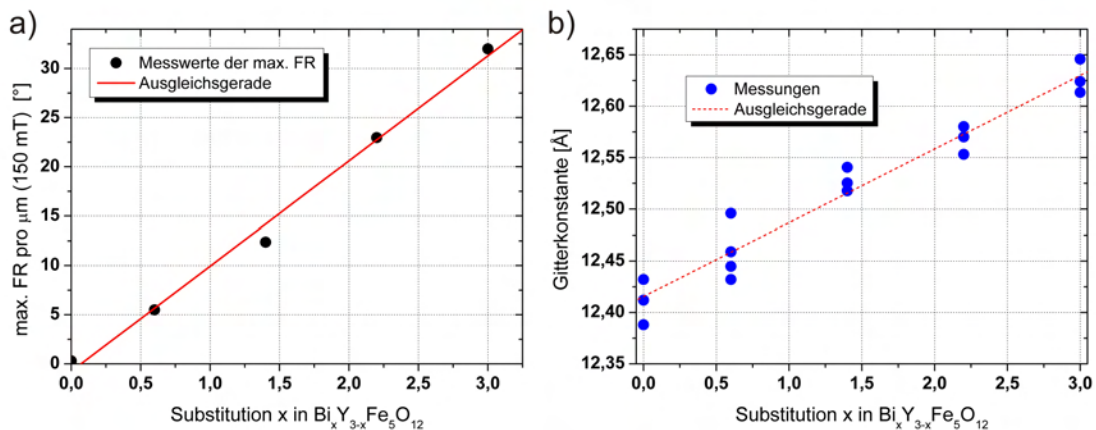 a)
max. FR pro μm (150 mT) [°]
30
25
20
15
10
5
0
Messwerte der max. FR
Ausgleichsgerade
0,0 0,5 1,0 1,5 2,0 2,5 3,0
Substitution x in BiₓY₃₋ₓFe₅O₁₂
b)
Gitterkonstante [Å]
12,65
12,60
12,55
12,50
12,45
12,40
12,35
Messungen
Ausgleichsgerade
0,0 0,5 1,0 1,5 2,0 2,5 3,0
Substitution x in BiₓY₃₋ₓFe₅O₁₂